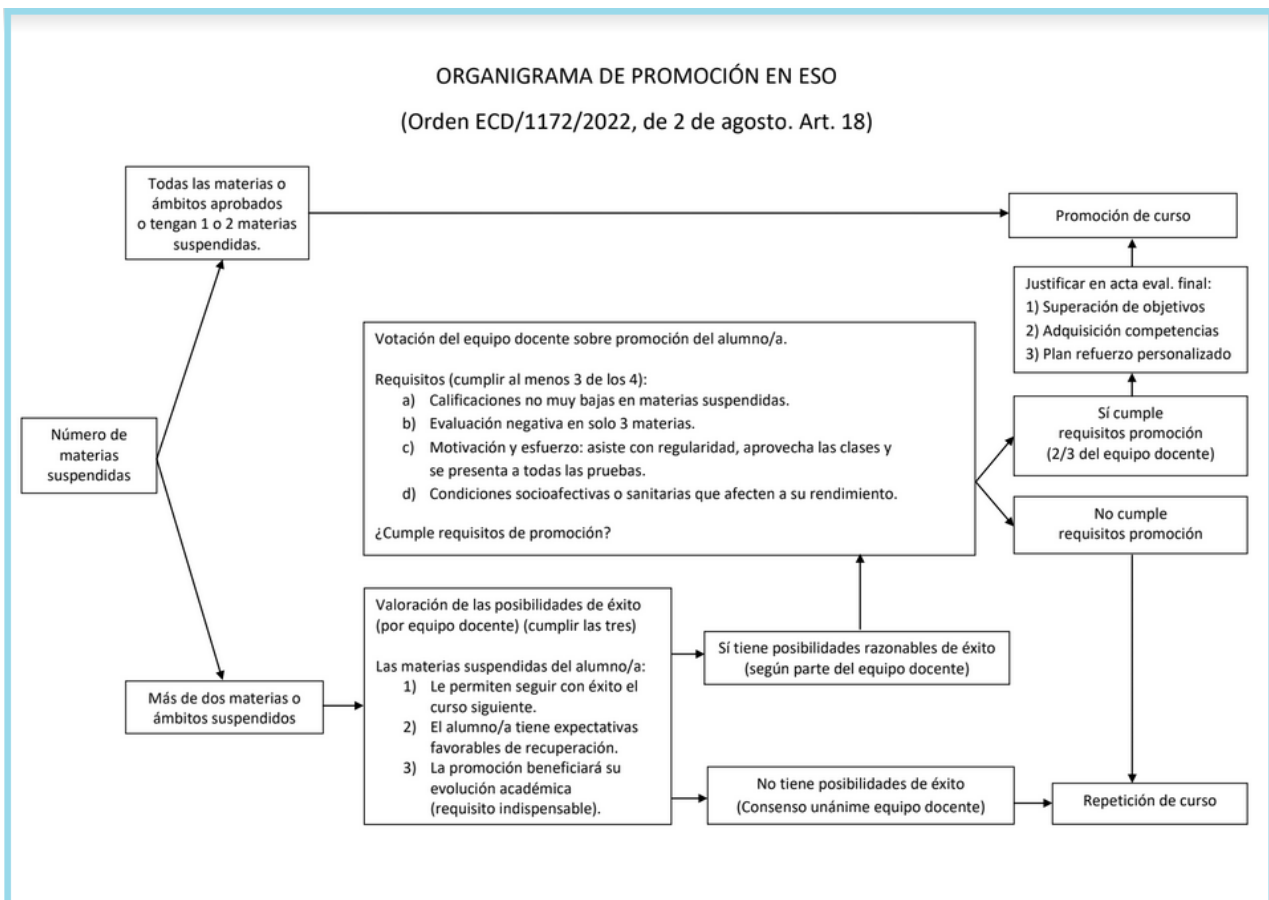 ORGANIGRAMA DE PROMOCIÓN EN ESO
(Orden ECD/1172/2022, de 2 de agosto. Art. 18)
Todas las materias o
ámbitos aprobados
o tengan 1 o 2 materias
suspendidas.
Promoción de curso
Justificar en acta eval. final:
1) Superación de objetivos
2) Adquisición competencias
3) Plan refuerzo personalizado
Votación del equipo docente sobre promoción del alumno/a.
Requisitos (cumplir al menos 3 de los 4):
a) Calificaciones no muy bajas en materias suspendidas.
b) Evaluación negativa en solo 3 materias.
c) Motivación y esfuerzo: asiste con regularidad, aprovecha las clases y
se presenta a todas las pruebas.
d) Condiciones socioafectivas o sanitarias que afecten a su rendimiento.
¿Cumple requisitos de promoción?
Sí cumple
requisitos promoción
(2/3 del equipo docente)
No cumple
requisitos promoción
Número de
materias
suspendidas
Valoración de las posibilidades de éxito
(por equipo docente) (cumplir las tres)
Las materias suspendidas del alumno/a:
1) Le permiten seguir con éxito el
curso siguiente.
2) El alumno/a tiene expectativas
favorables de recuperación.
3) La promoción beneficiará su
evolución académica
(requisito indispensable).
Sí tiene posibilidades razonables de éxito
(según parte del equipo docente)
Más de dos materias o
ámbitos suspendidos
No tiene posibilidades de éxito
(Consenso unánime equipo docente)
Repetición de curso